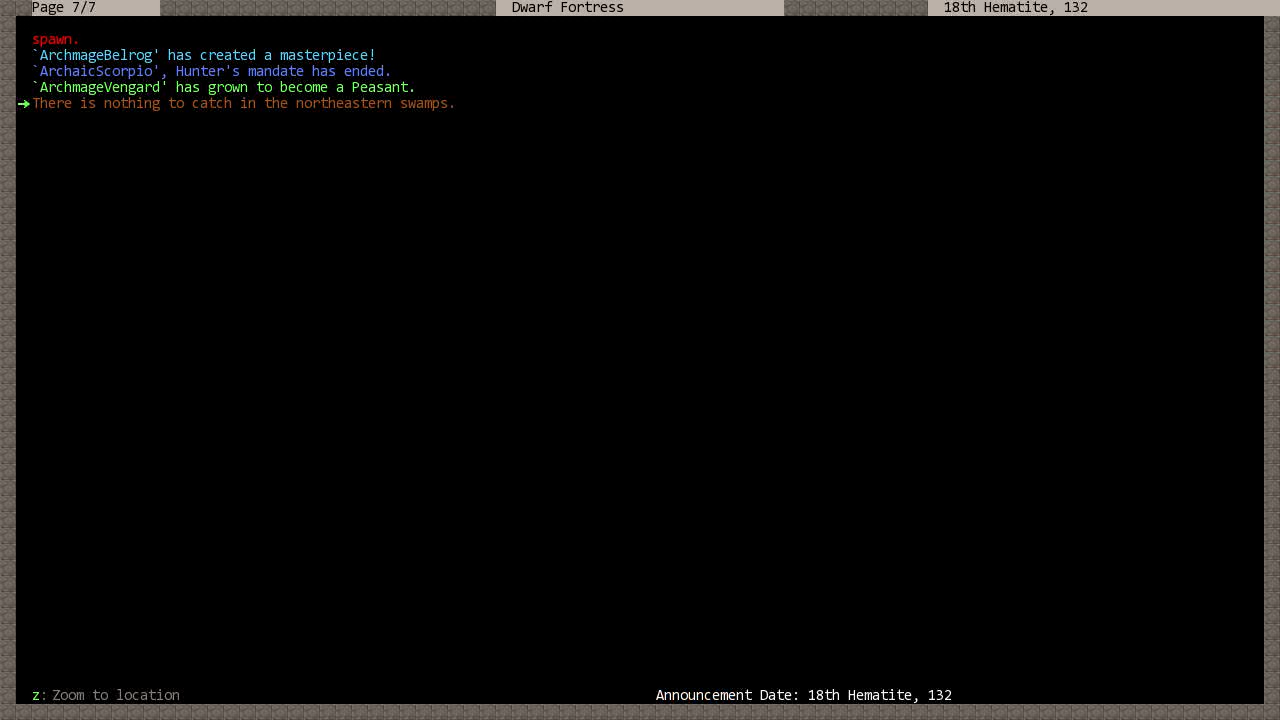 Page 7/7 Dwarf Fortress 18th Hematite, 132
spawn.
`ArchmageBelrog' has created a masterpiece!
`ArchaicScorpio', Hunter's mandate has ended.
`ArchmageVengard' has grown to become a Peasant.
There is nothing to catch in the northeastern swamps.
z: Zoom to location Announcement Date: 18th Hematite, 132